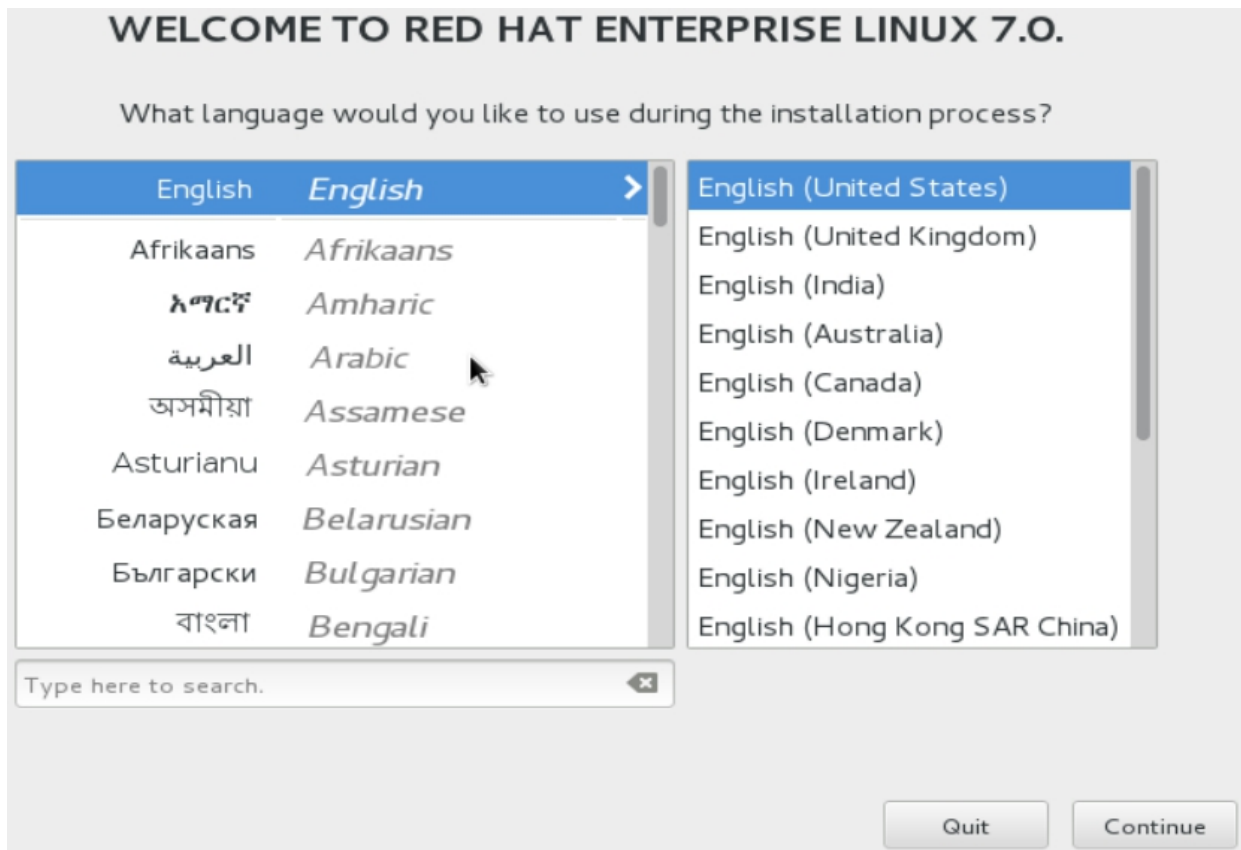 WELCOME TO RED HAT ENTERPRISE LINUX 7.0.
What language would you like to use during the installation process?
English English
Afrikaans Afrikaans
አማርኛ Amharic
العربية Arabic
অসমীয়া Assamese
Asturianu Asturian
Беларуская Belarusian
Български Bulgarian
বাংলা Bengali
Type here to search.
English (United States)
English (United Kingdom)
English (India)
English (Australia)
English (Canada)
English (Denmark)
English (Ireland)
English (New Zealand)
English (Nigeria)
English (Hong Kong SAR China)
Quit
Continue